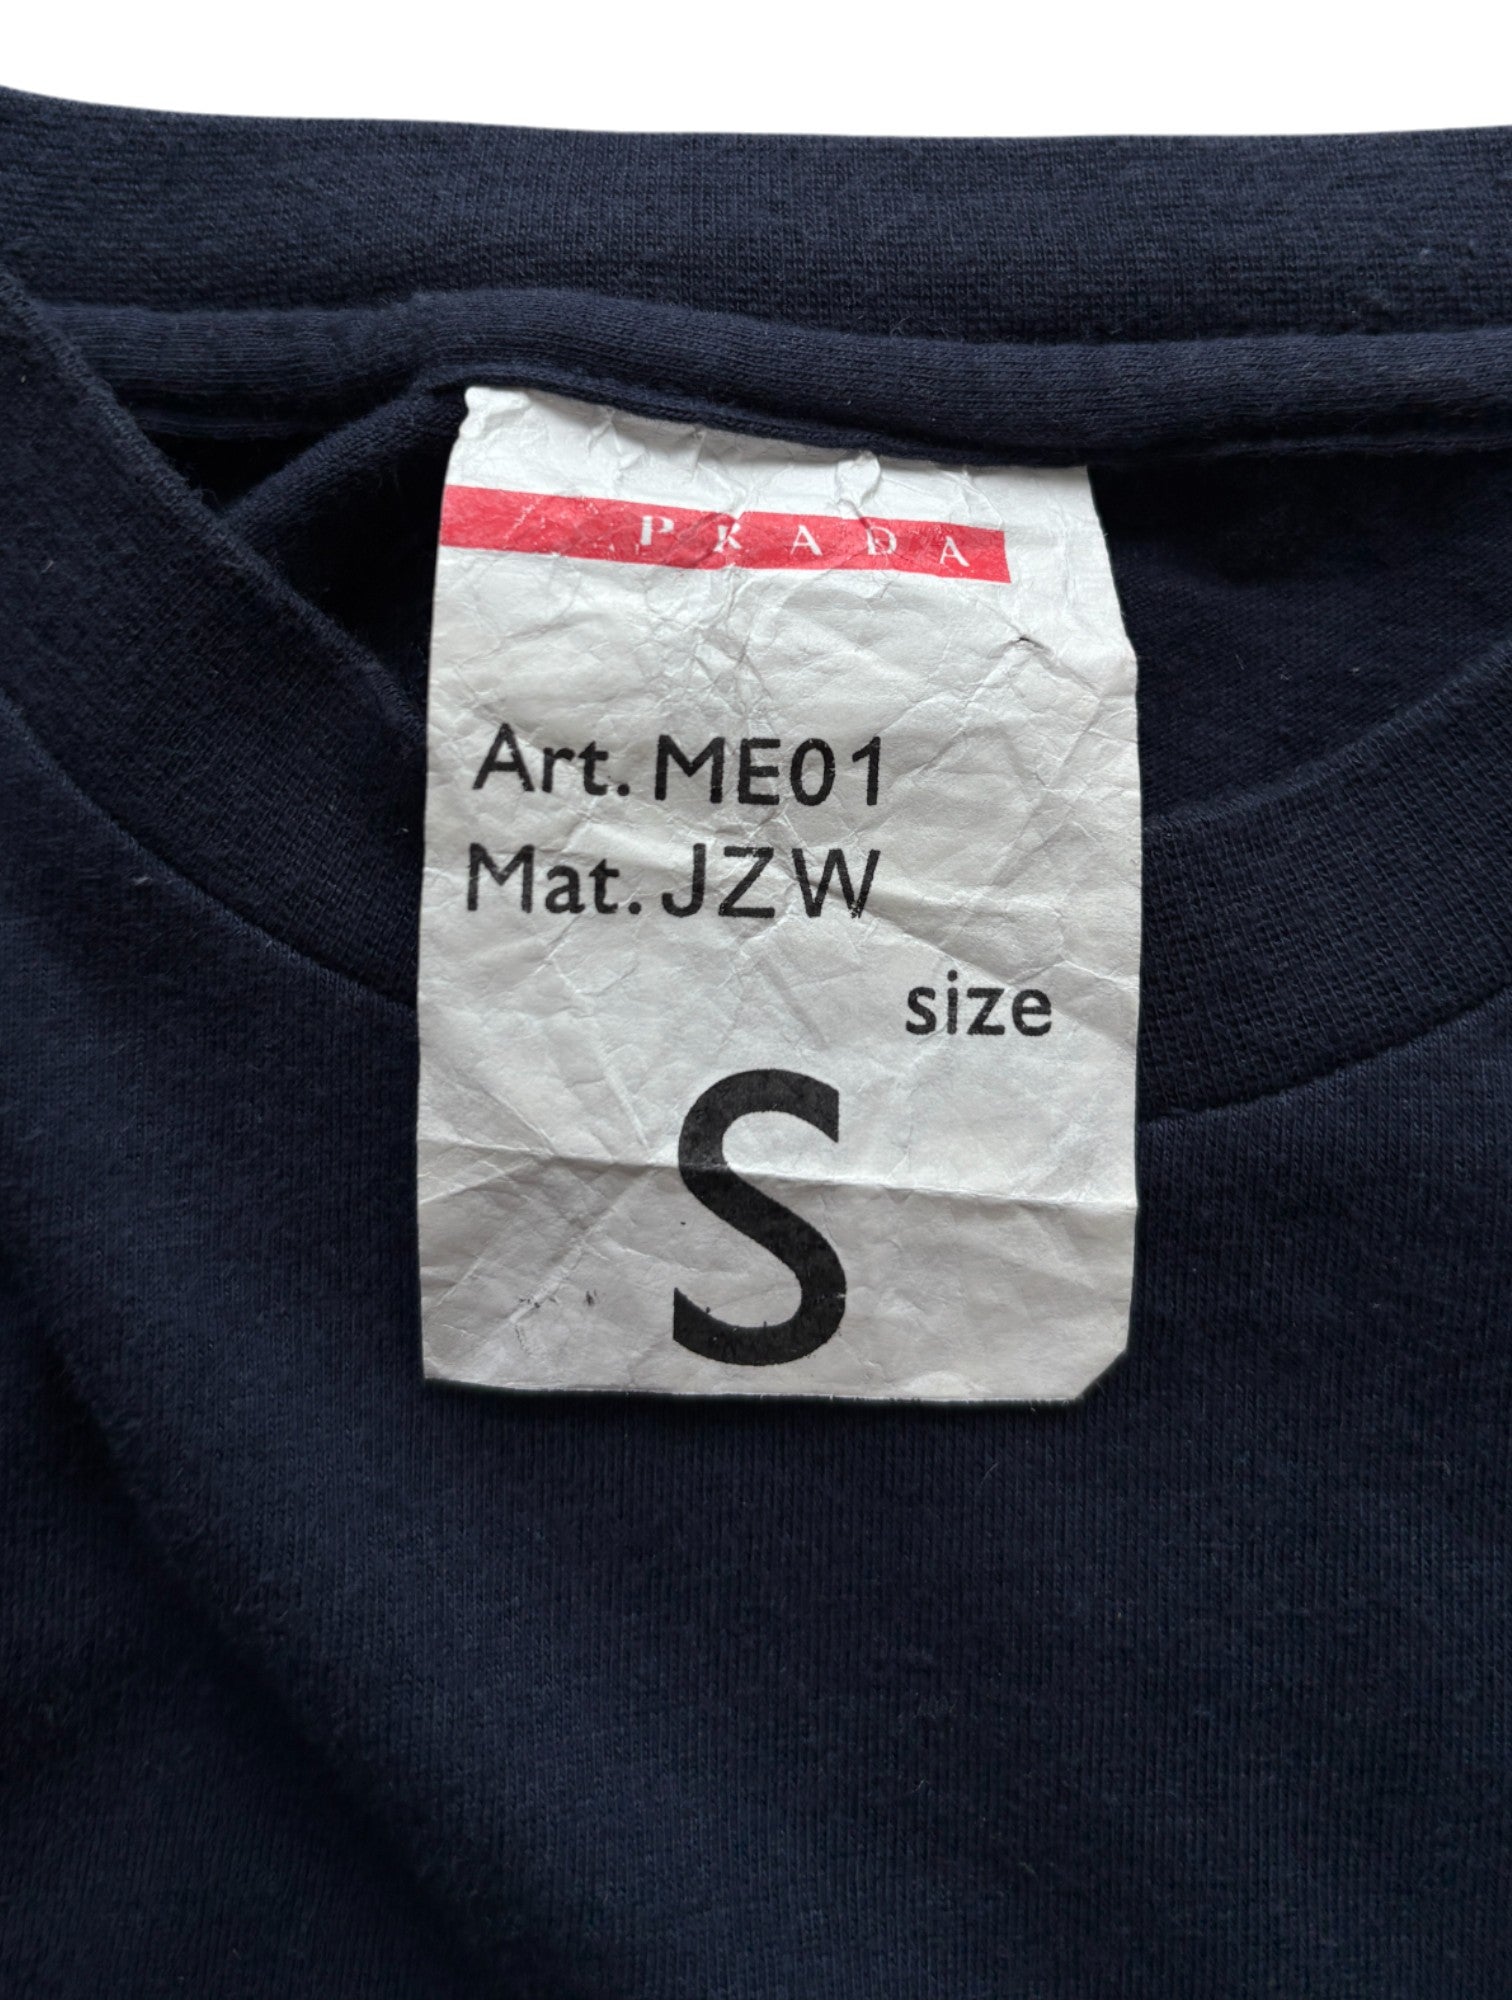 PRADA
Art. ME01
Mat. JZW
size
S